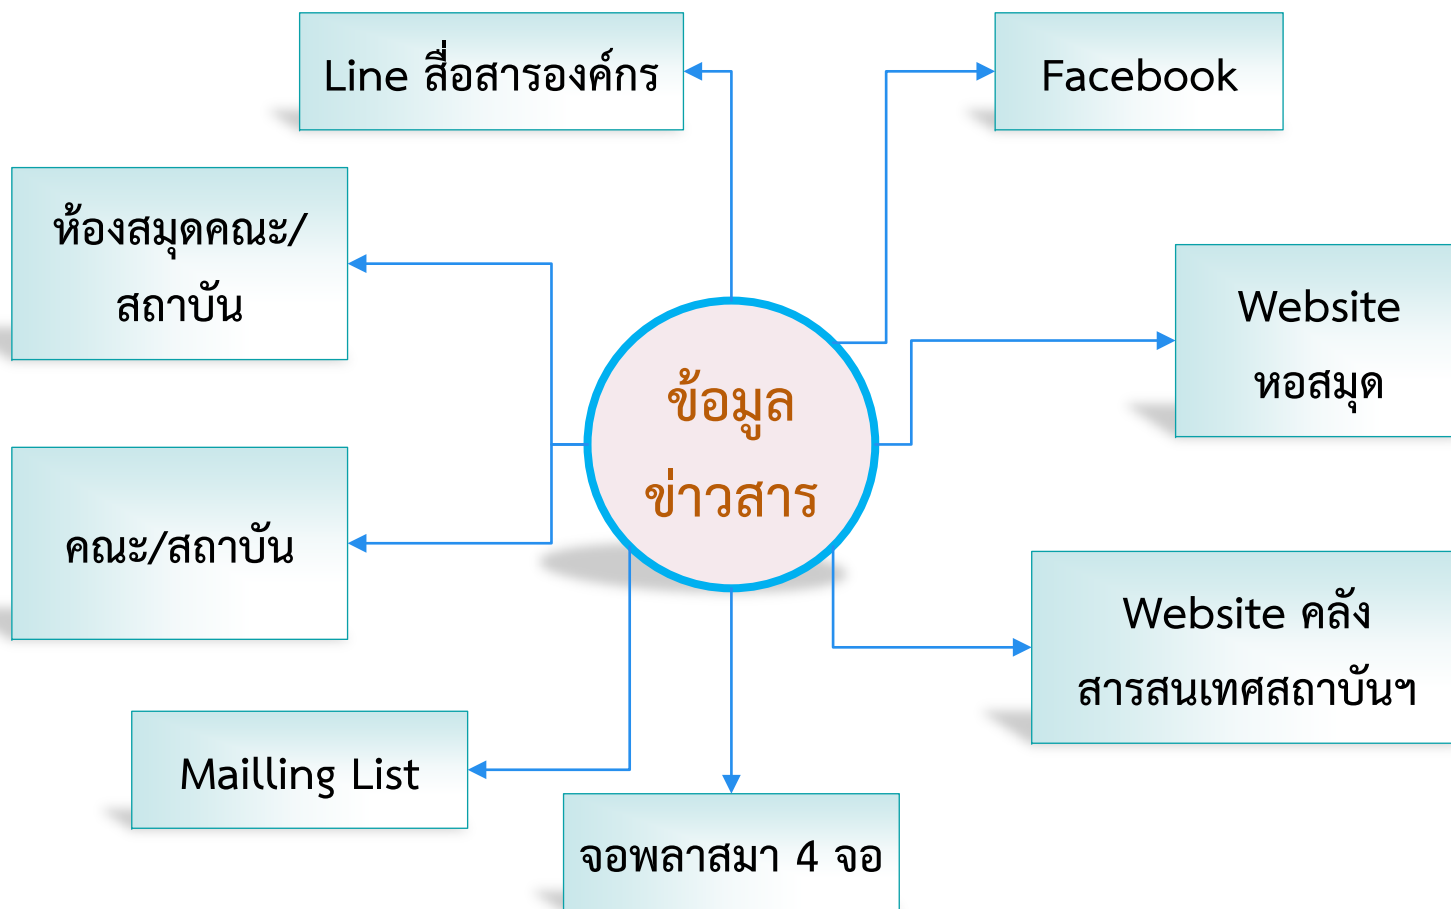 Line สื่อสารองค์กร
Facebook
ห้องสมุดคณะ/
สถาบัน
Website
หอสมุด
ข้อมูล
ข่าวสาร
คณะ/สถาบัน
Website คลัง
สารสนเทศสถาบันฯ
Mailling List
จอพลาสมา 4 จอ